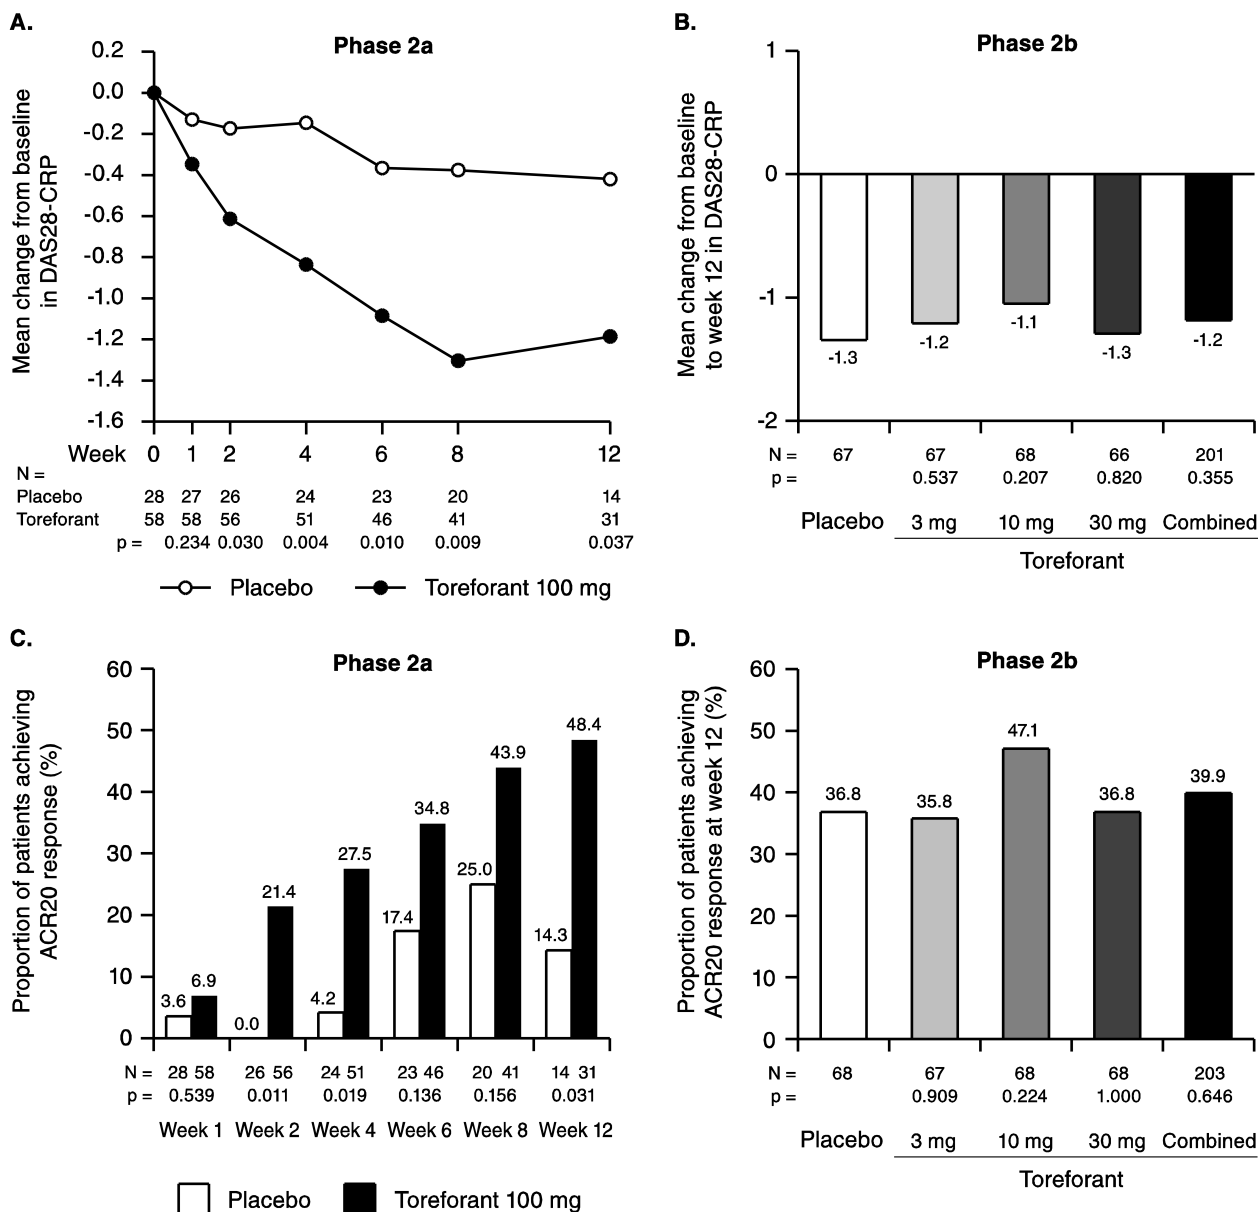 A.
Phase 2a
Mean change from baseline
in DAS28-CRP
0.2
0.0
-0.2
-0.4
-0.6
-0.8
-1.0
-1.2
-1.4
-1.6
Week 0 1 2 4 6 8 12
N =
Placebo 28 27 26 24 23 20 14
Toreforant 58 58 56 51 46 41 31
p = 0.234 0.030 0.004 0.010 0.009 0.037
Placebo Toreforant 100 mg
B.
Phase 2b
Mean change from baseline
to week 12 in DAS28-CRP
1
0
-1
-2
-1.3 -1.2 -1.1 -1.3 -1.2
N = 67 67 68 66 201
p = 0.537 0.207 0.820 0.355
Placebo 3 mg 10 mg 30 mg Combined
Toreforant
C.
Phase 2a
Proportion of patients achieving
ACR20 response (%)
60
50
40
30
20
10
0
3.6 6.9 0.0 21.4 4.2 27.5 17.4 34.8 25.0 43.9 14.3 48.4
N = 28 58 26 56 24 51 23 46 20 41 14 31
p = 0.539 0.011 0.019 0.136 0.156 0.031
Week 1 Week 2 Week 4 Week 6 Week 8 Week 12
Placebo Toreforant 100 mg
D.
Phase 2b
Proportion of patients achieving
ACR20 response at week 12 (%)
60
50
40
30
20
10
0
36.8 35.8 47.1 36.8 39.9
N = 68 67 68 68 203
p = 0.909 0.224 1.000 0.646
Placebo 3 mg 10 mg 30 mg Combined
Toreforant